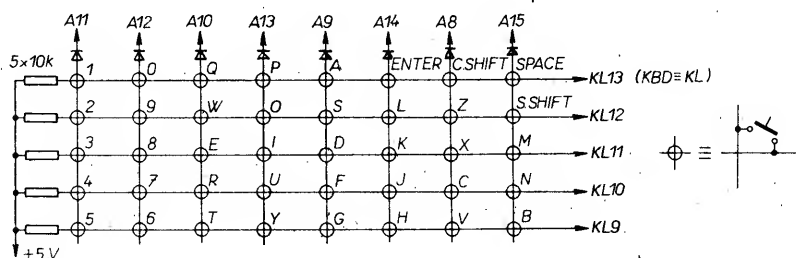 A11 A12 A10 A13 A9 A14 A8 A15
5×10k
1 0 Q P A ENTER C.SHIFT SPACE KL13 (KBD≡KL)
2 9 W O S L Z S.SHIFT KL12
3 8 E I D K X M KL11 ≡
4 7 R U F J C N KL10
5 6 T Y G H V B KL9
+5V